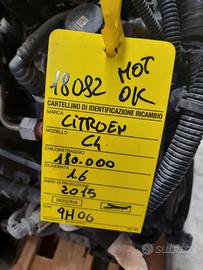 18082 MOT
OK
CARTELLINO DI IDENTIFICAZIONE RICAMBIO
MARCA
CITROEN
MODELLO
C4
CHILOMETRAGGIO
180.000
CILINDRATA
1.6
ANNO DI PRODUZIONE
2015
BENZINA
COD.
9H06
Subito